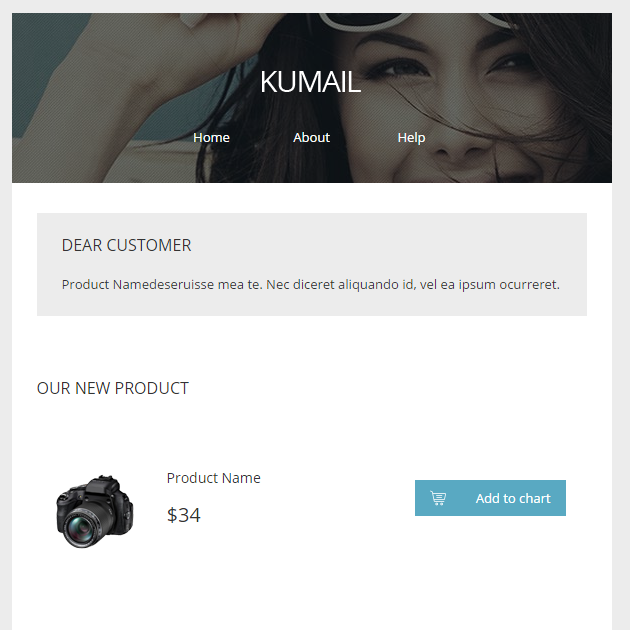 KUMAIL
Home About Help
DEAR CUSTOMER
Product Namedeseruisse mea te. Nec diceret aliquando id, vel ea ipsum ocurreret.
OUR NEW PRODUCT
Product Name
$34
Add to chart